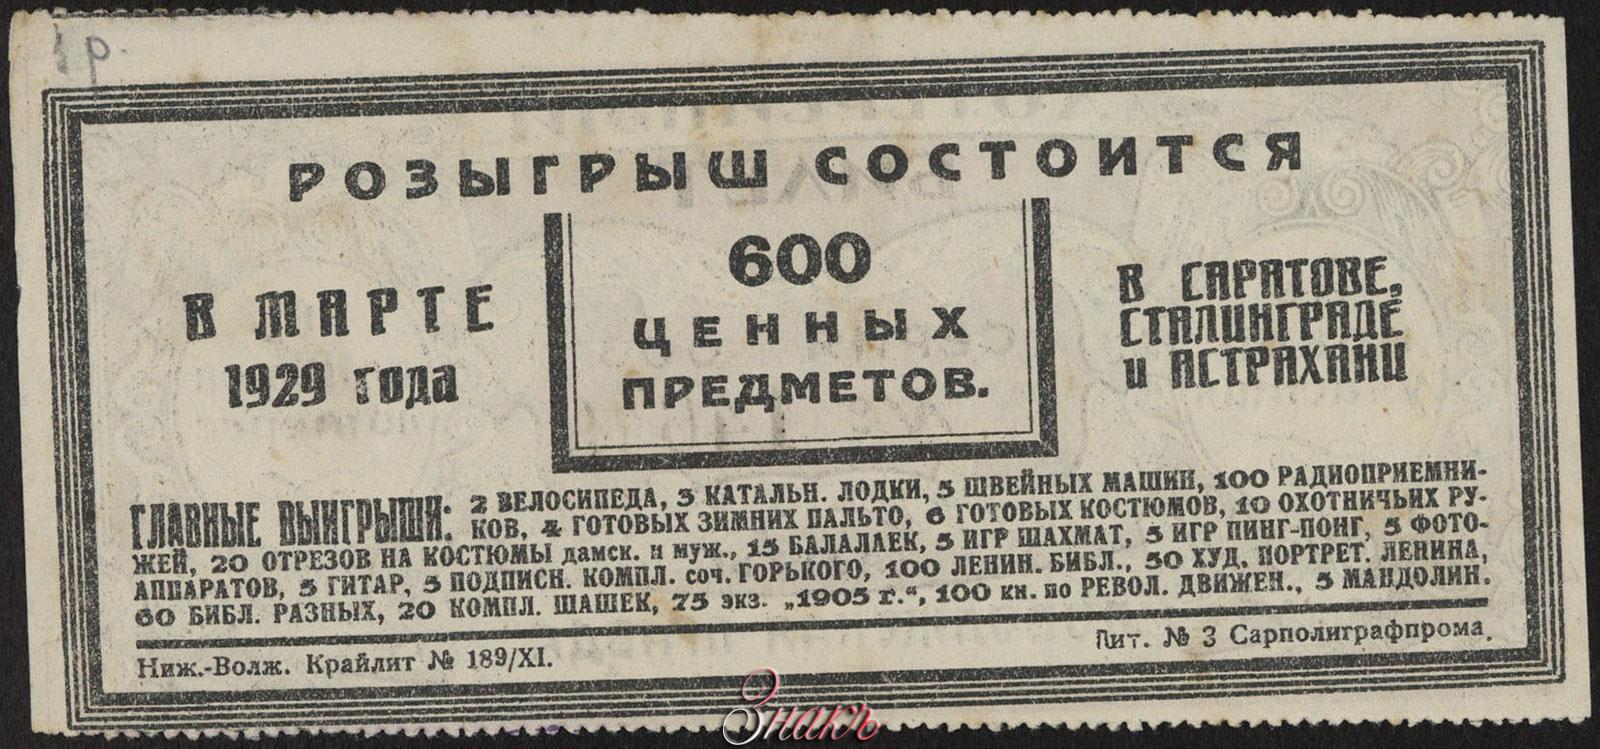 1 р.
РОЗЫГРЫШ СОСТОИТСЯ
В МАРТЕ
1929 года
600
ЦЕННЫХ
ПРЕДМЕТОВ.
В САРАТОВЕ,
СТАЛИНГРАДЕ
и АСТРАХАНИ
ГЛАВНЫЕ ВЫИГРЫШИ: 2 ВЕЛОСИПЕДА, 3 КАТАЛЬН. ЛОДКИ, 5 ШВЕЙНЫХ МАШИН, 100 РАДИОПРИЕМНИ-
КОВ, 4 ГОТОВЫХ ЗИМНИХ ПАЛЬТО, 6 ГОТОВЫХ КОСТЮМОВ, 10 ОХОТНИЧЬИХ РУ-
ЖЕЙ, 20 ОТРЕЗОВ НА КОСТЮМЫ дамск. и муж., 15 БАЛАЛАЕК, 5 ИГР ШАХМАТ, 5 ИГР ПИНГ-ПОНГ, 5 ФОТО-
АППАРАТОВ, 5 ГИТАР, 5 ПОДПИСН. КОМПЛ. соч. ГОРЬКОГО, 100 ЛЕНИН. БИБЛ., 50 ХУД. ПОРТРЕТ. ЛЕНИНА,
60 БИБЛ. РАЗНЫХ, 20 КОМПЛ. ШАШЕК, 75 экз. „1905 г.“, 100 кн. по РЕВОЛ. ДВИЖЕН., 5 МАНДОЛИН.
Ниж.-Волж. Крайлит № 189/XI.
Лит. № 3 Сарполиграфпрома.
Знакъ